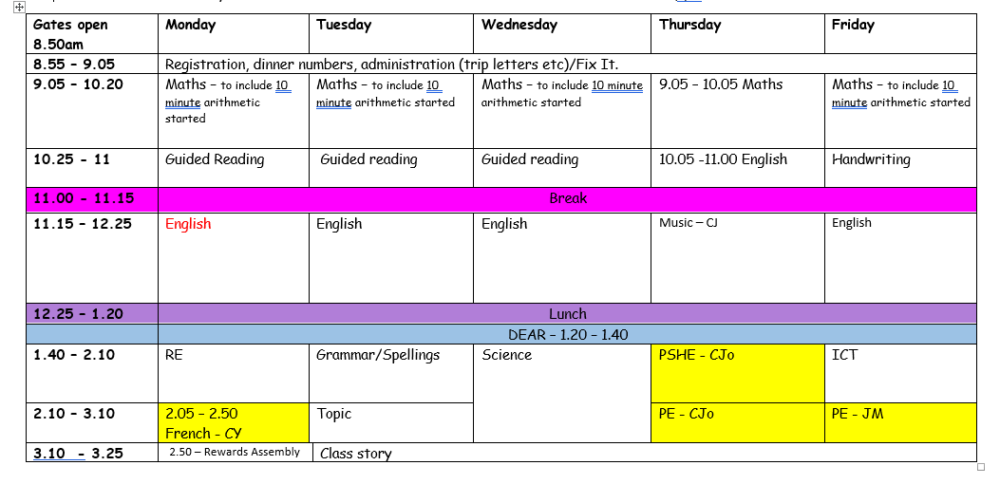 Gates open Monday Tuesday Wednesday Thursday Friday
8.50am
8.55 – 9.05 Registration, dinner numbers, administration (trip letters etc)/Fix It.
9.05 – 10.20 Maths – to include 10 Maths – to include 10 Maths – to include 10 minute 9.05 – 10.05 Maths Maths – to include 10
minute arithmetic minute arithmetic started arithmetic started minute arithmetic started
started
10.25 - 11 Guided Reading Guided reading Guided reading 10.05 -11.00 English Handwriting
11.00 - 11.15 Break
11.15 – 12.25 English English English Music – CJ English
12.25 – 1.20 Lunch
DEAR – 1.20 – 1.40
1.40 – 2.10 RE Grammar/Spellings Science PSHE - CJo ICT
2.10 – 3.10 2.05 – 2.50 Topic PE - CJo PE - JM
French - CY
3.10 - 3.25 2.50 – Rewards Assembly Class story